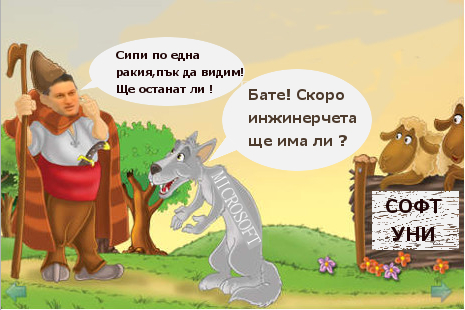 Сипи по една
ракия,пък да видим!
Ще останат ли !
Бате! Скоро
инжинерчета
ще има ли ?
MICROSOFT
СОФТ
УНИ